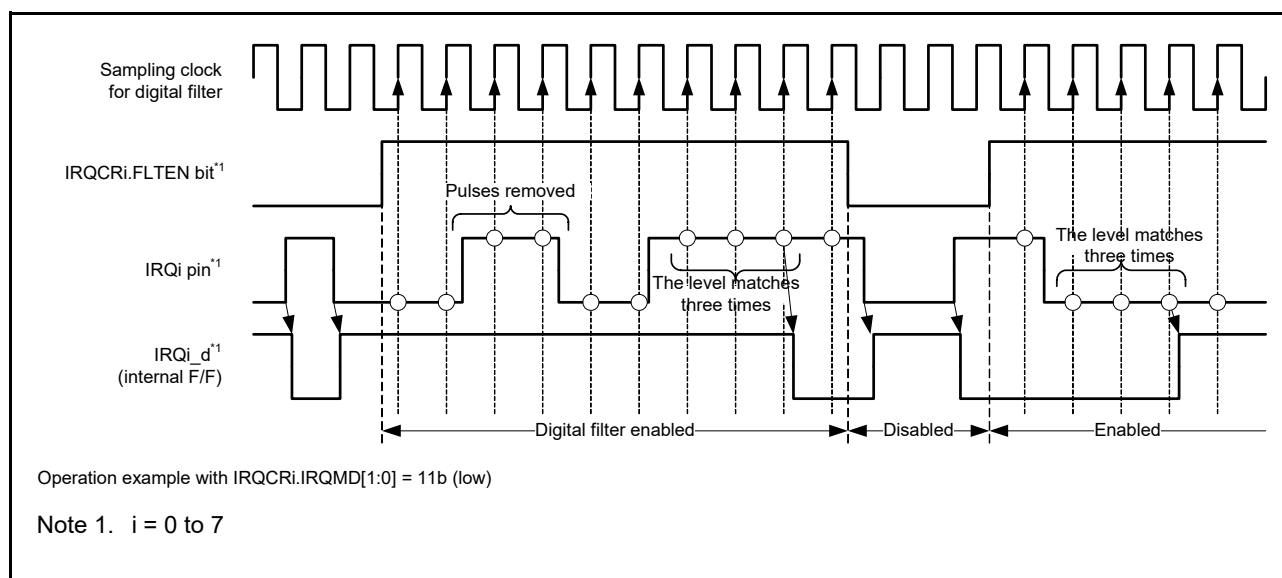 Sampling clock
for digital filter
IRQCRi.FLTEN bit*1
Pulses removed
The level matches
three times
IRQi pin*1
The level matches
three times
IRQi_d*1
(internal F/F)
Digital filter enabled
Disabled
Enabled
Operation example with IRQCRi.IRQMD[1:0] = 11b (low)
Note 1. i = 0 to 7